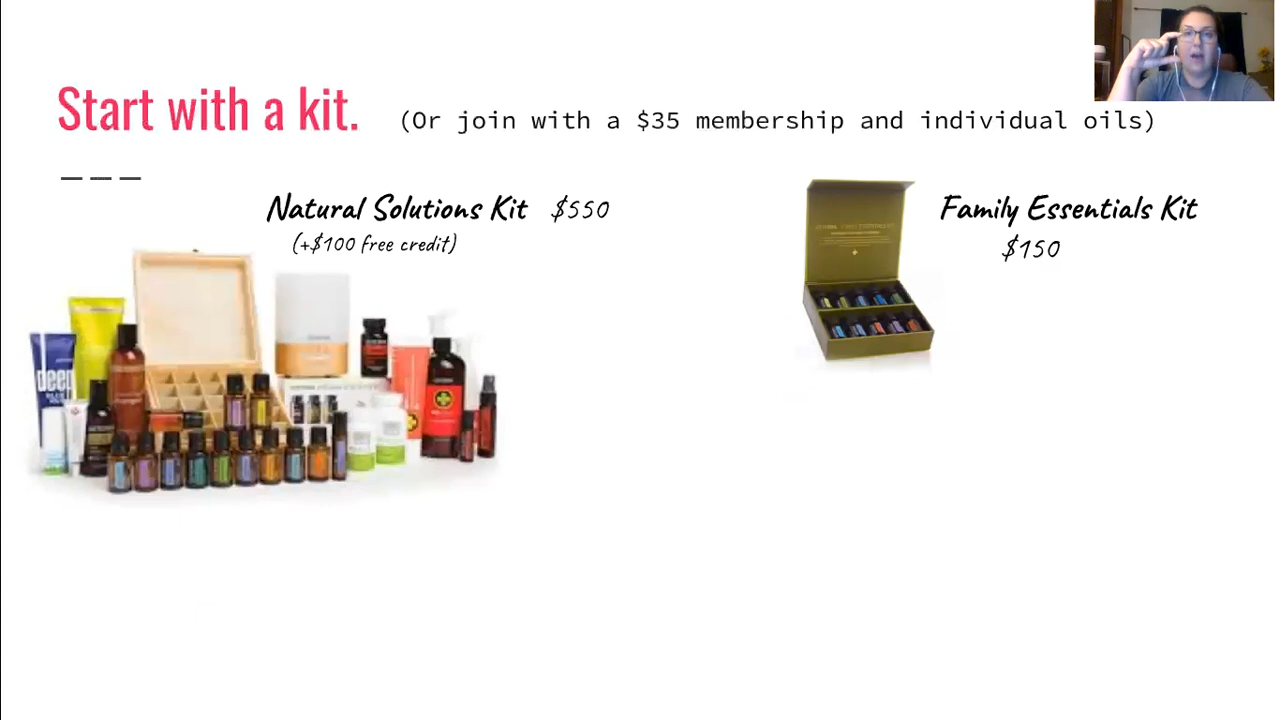 Start with a kit. (Or join with a $35 membership and individual oils)
Natural Solutions Kit $550
(+$100 free credit)
Family Essentials Kit
$150
deep